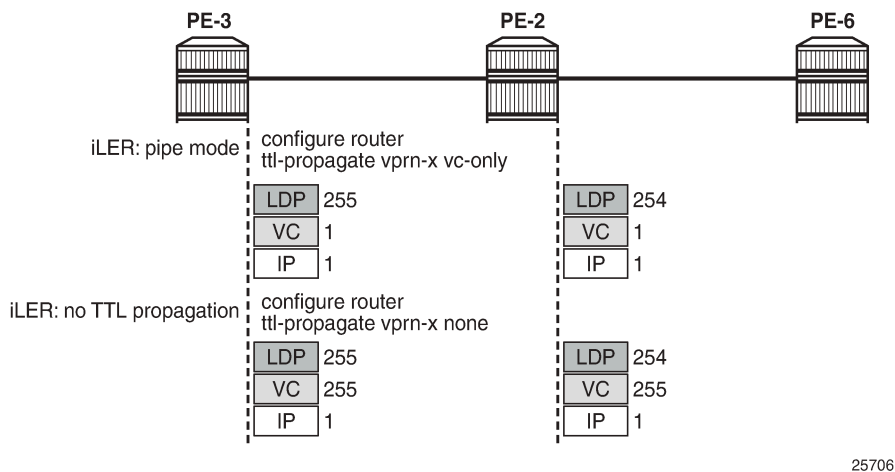 PE-3 PE-2 PE-6
iLER: pipe mode
configure router
ttl-propagate vprn-x vc-only
LDP 255 LDP 254
VC 1 VC 1
IP 1 IP 1
iLER: no TTL propagation
configure router
ttl-propagate vprn-x none
LDP 255 LDP 254
VC 255 VC 255
IP 1 IP 1
25706